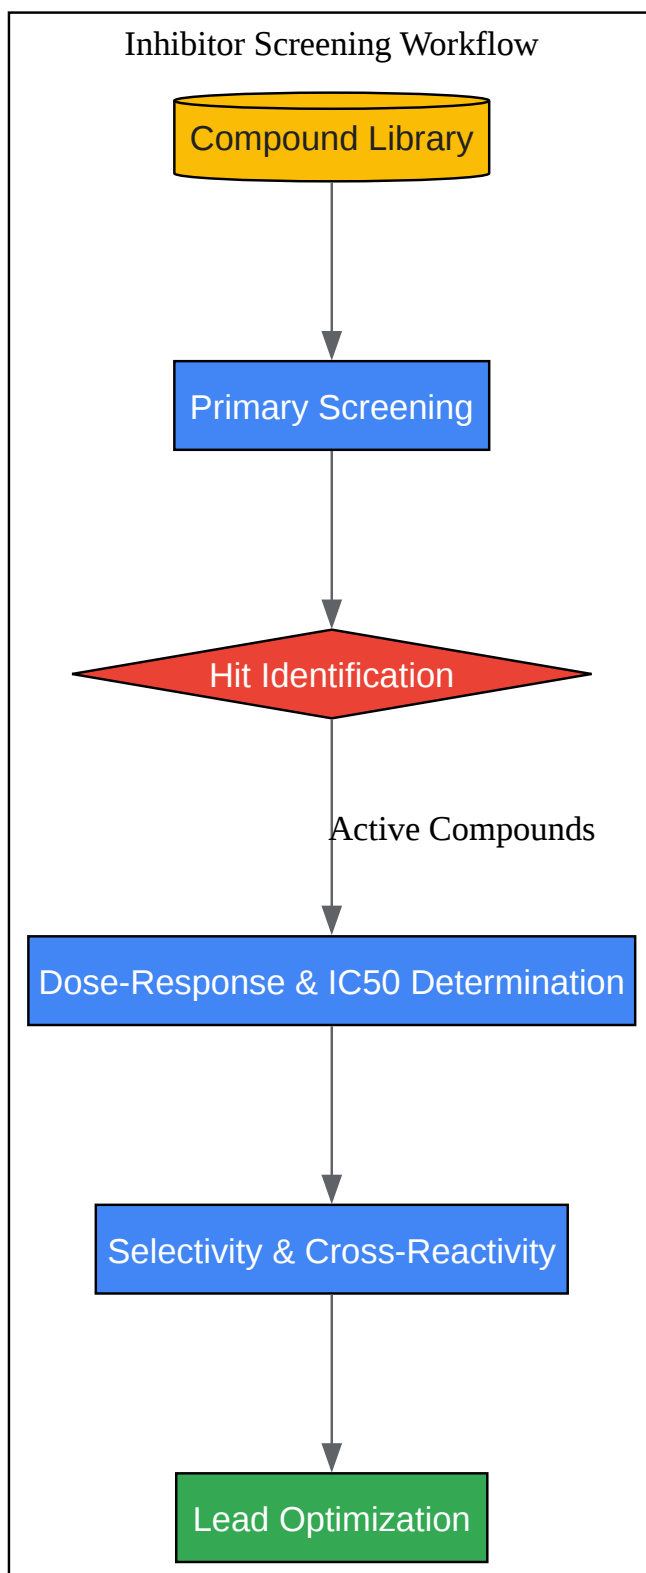 Inhibitor Screening Workflow
Compound Library
Primary Screening
Hit Identification
Active Compounds
Dose-Response & IC50 Determination
Selectivity & Cross-Reactivity
Lead Optimization